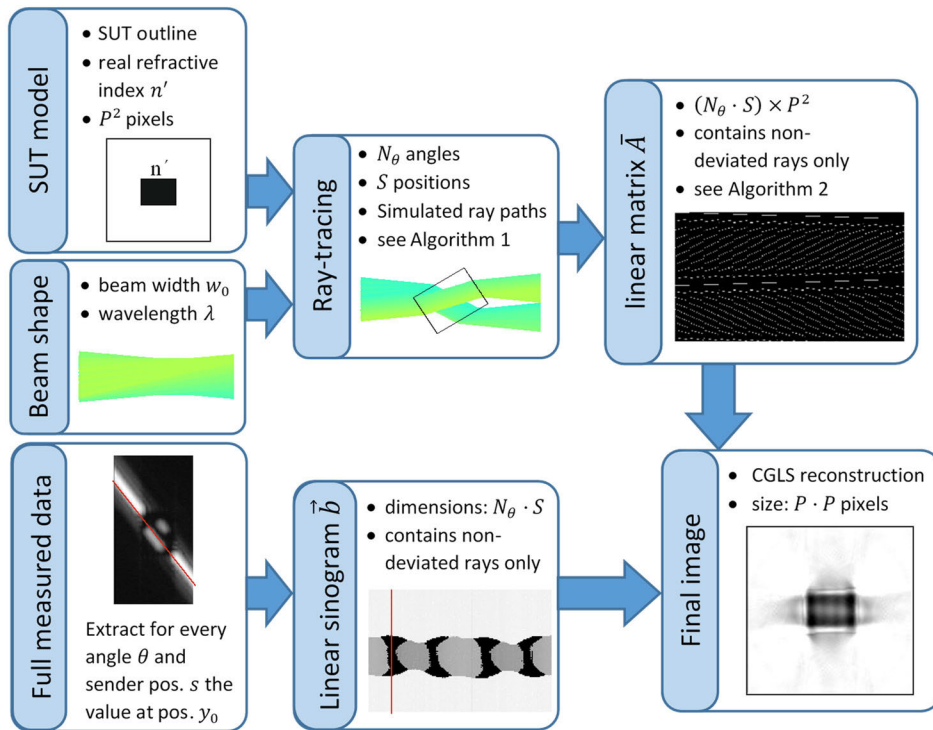 SUT model
• SUT outline
• real refractive
index n′
• P² pixels
n′
Beam shape
• beam width w₀
• wavelength λ
Ray-tracing
• N_θ angles
• S positions
• Simulated ray paths
• see Algorithm 1
linear matrix Ā
• (N_θ · S) × P²
• contains non-
deviated rays only
• see Algorithm 2
Full measured data
Extract for every
angle θ and
sender pos. s the
value at pos. y₀
Linear sinogram b⃗
• dimensions: N_θ · S
• contains non-
deviated rays only
Final image
• CGLS reconstruction
• size: P · P pixels